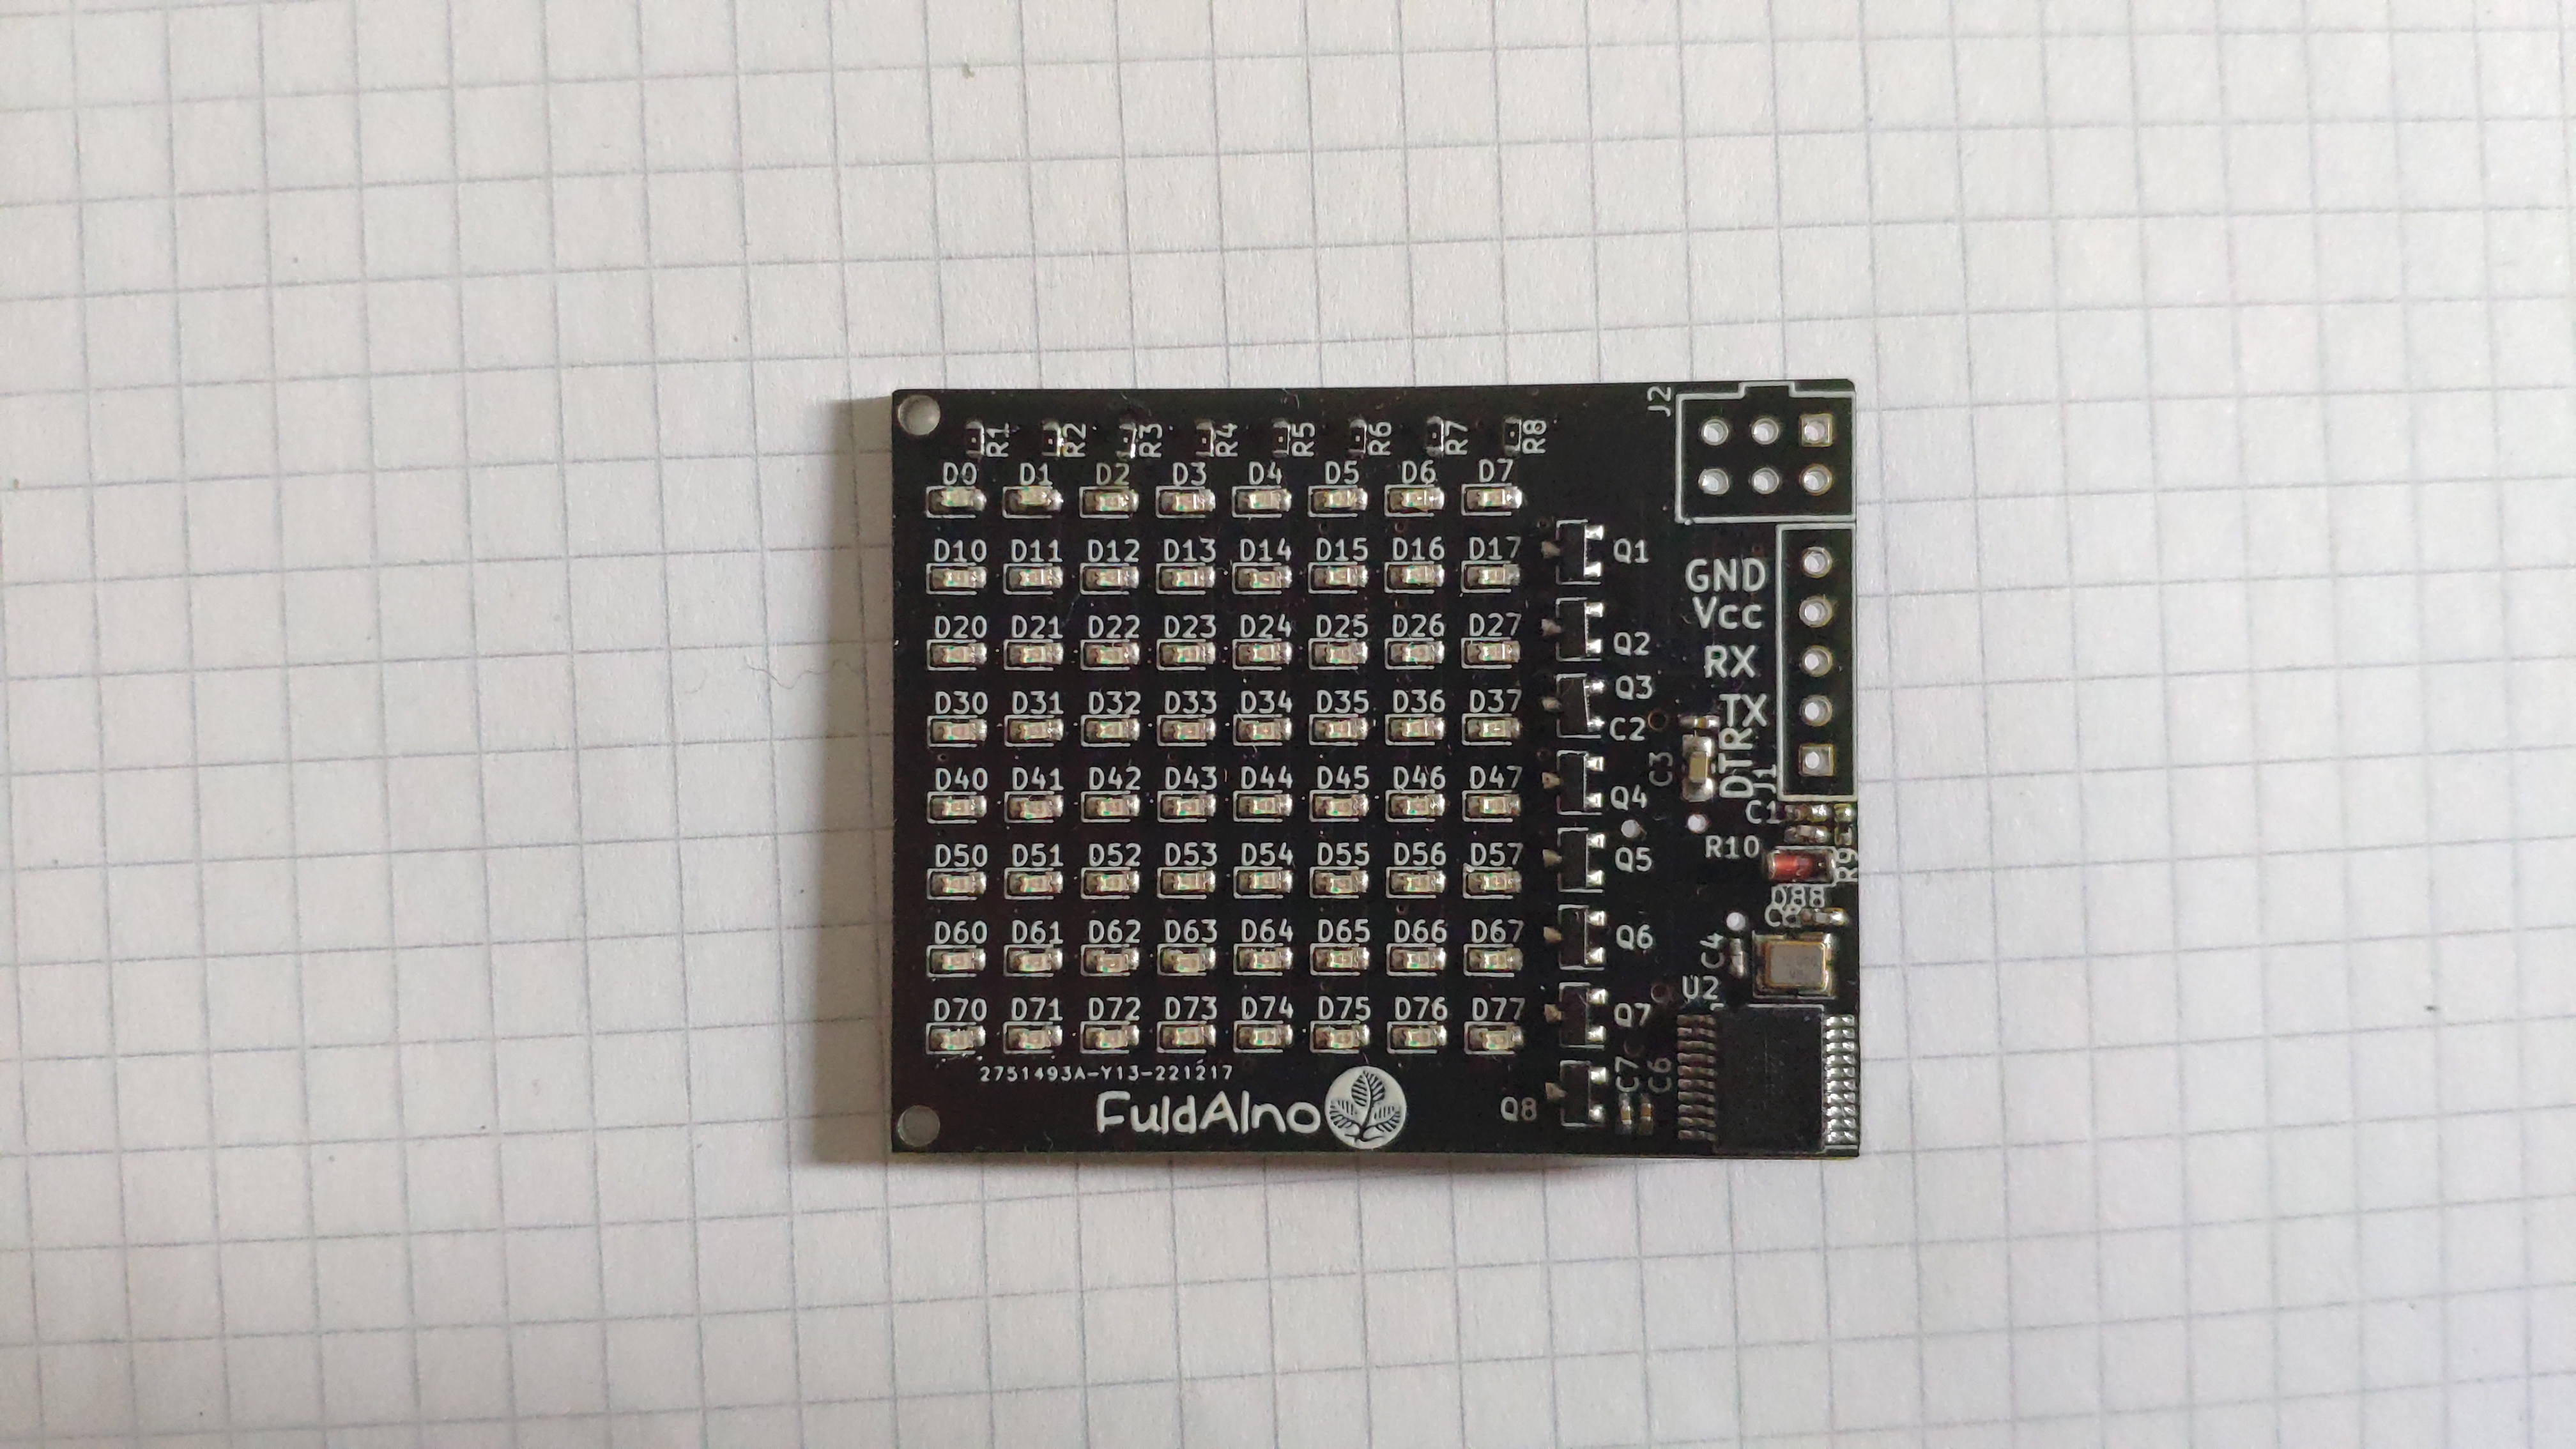 J2
R1 R2 R3 R4 R5 R6 R7 R8
D9 D1 D2 D3 D4 D5 D6 D7
D10 D11 D12 D13 D14 D15 D16 D17
Q1
GND
Vcc
D20 D21 D22 D23 D24 D25 D26 D27
Q2
RX
D30 D31 D32 D33 D34 D35 D36 D37
Q3
C2
TX
DTR
J1
C3
D40 D41 D42 D43 D44 D45 D46 D47
Q4
C1
D50 D51 D52 D53 D54 D55 D56 D57
Q5
R10
R9
D88
D60 D61 D62 D63 D64 D65 D66 D67
Q6
C4
U2
D70 D71 D72 D73 D74 D75 D76 D77
Q7
2751493A-Y13-221217
C7
C6
FuldAlno
Q8